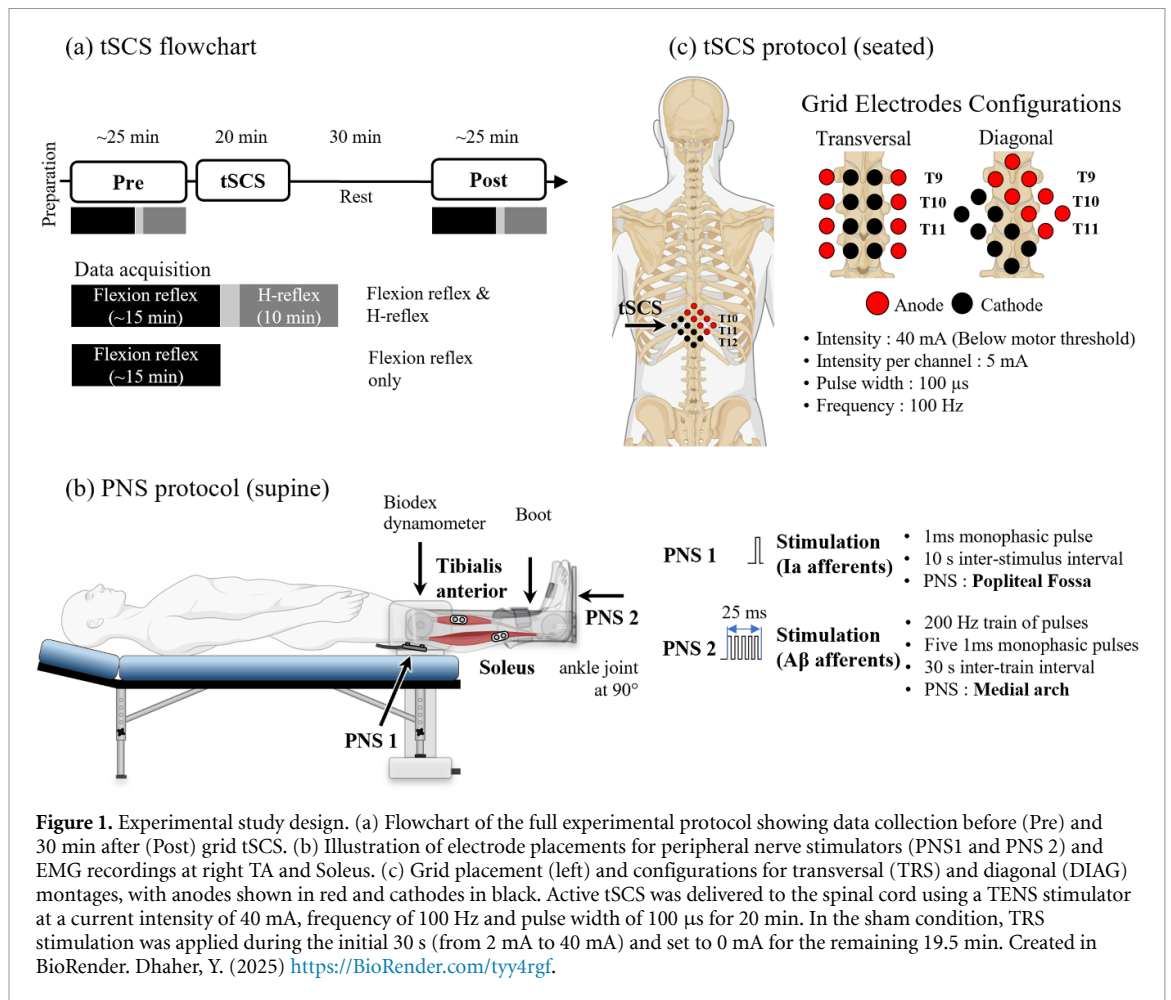 (a) tSCS flowchart
~25 min
20 min
30 min
~25 min
Preparation
Pre
tSCS
Rest
Post
Data acquisition
Flexion reflex
(~15 min)
H-reflex
(10 min)
Flexion reflex &
H-reflex
Flexion reflex
(~15 min)
Flexion reflex
only
(c) tSCS protocol (seated)
Grid Electrodes Configurations
Transversal
Diagonal
T9
T10
T11
T9
T10
T11
tSCS
T10
T11
T12
Anode
Cathode
• Intensity : 40 mA (Below motor threshold)
• Intensity per channel : 5 mA
• Pulse width : 100 μs
• Frequency : 100 Hz
(b) PNS protocol (supine)
Biodex
dynamometer
Boot
Tibialis
anterior
PNS 2
Soleus
ankle joint
at 90°
PNS 1
PNS 1
Stimulation
(Ia afferents)
• 1ms monophasic pulse
• 10 s inter-stimulus interval
• PNS : Popliteal Fossa
25 ms
PNS 2
Stimulation
(Aβ afferents)
• 200 Hz train of pulses
• Five 1ms monophasic pulses
• 30 s inter-train interval
• PNS : Medial arch
Figure 1. Experimental study design. (a) Flowchart of the full experimental protocol showing data collection before (Pre) and
30 min after (Post) grid tSCS. (b) Illustration of electrode placements for peripheral nerve stimulators (PNS1 and PNS 2) and
EMG recordings at right TA and Soleus. (c) Grid placement (left) and configurations for transversal (TRS) and diagonal (DIAG)
montages, with anodes shown in red and cathodes in black. Active tSCS was delivered to the spinal cord using a TENS stimulator
at a current intensity of 40 mA, frequency of 100 Hz and pulse width of 100 μs for 20 min. In the sham condition, TRS
stimulation was applied during the initial 30 s (from 2 mA to 40 mA) and set to 0 mA for the remaining 19.5 min. Created in
BioRender. Dhaher, Y. (2025) https://BioRender.com/tyy4rgf.